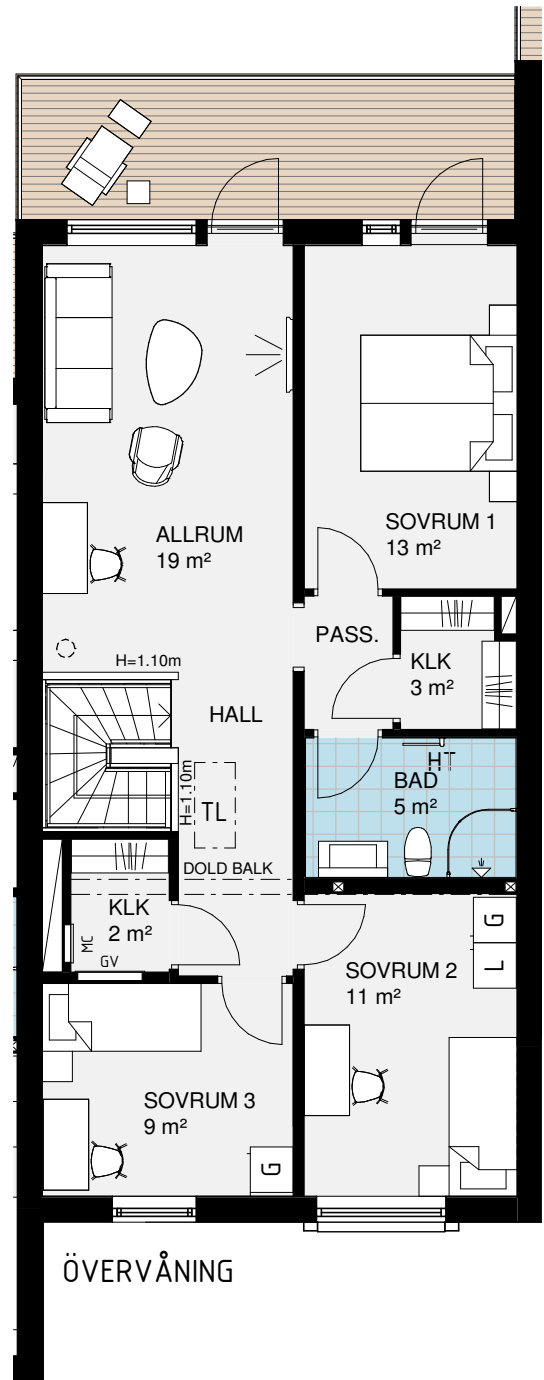 SOVRUM 1
13 m²
ALLRUM
19 m²
PASS.
H=1.10m
KLK
3 m²
HALL
HT
H=1.10m
TL
BAD
5 m²
DOLD BALK
KLK
2 m²
MC
GV
G
L
SOVRUM 2
11 m²
SOVRUM 3
9 m²
G
ÖVERVÅNING